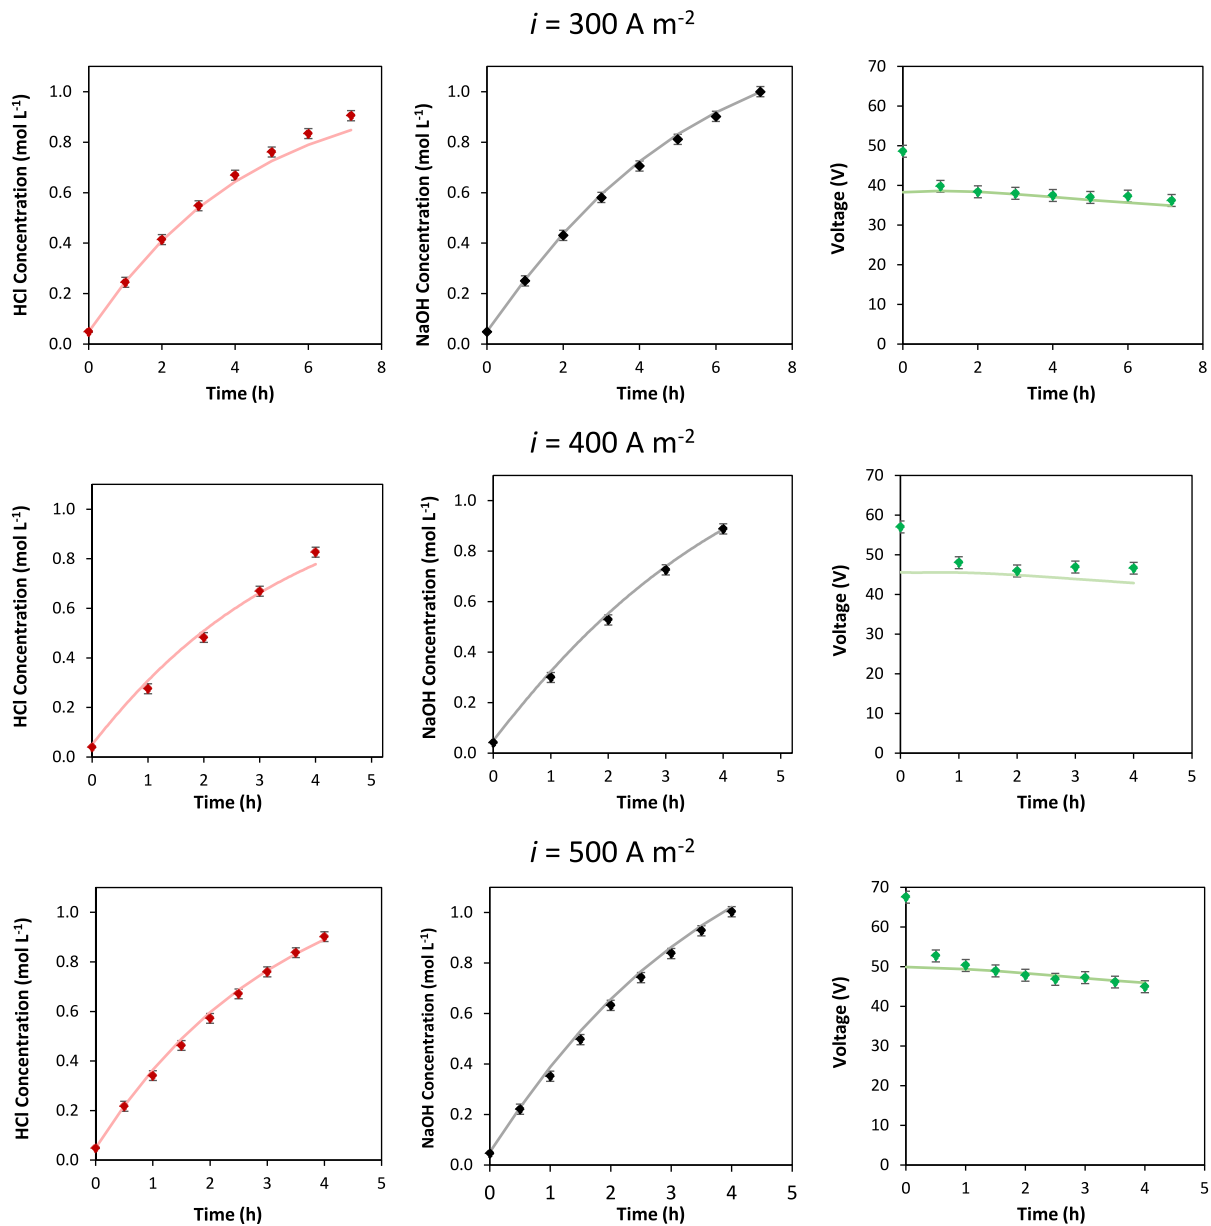 i = 300 A m-2
HCl Concentration (mol L-1)
1.0
0.8
0.6
0.4
0.2
0.0
0 2 4 6 8
Time (h)
NaOH Concentration (mol L-1)
1.0
0.8
0.6
0.4
0.2
0.0
0 2 4 6 8
Time (h)
Voltage (V)
70
60
50
40
30
20
10
0
0 2 4 6 8
Time (h)
i = 400 A m-2
HCl Concentration (mol L-1)
1.0
0.8
0.6
0.4
0.2
0.0
0 1 2 3 4 5
Time (h)
NaOH Concentration (mol L-1)
1.0
0.8
0.6
0.4
0.2
0.0
0 1 2 3 4 5
Time (h)
Voltage (V)
70
60
50
40
30
20
10
0
0 1 2 3 4 5
Time (h)
i = 500 A m-2
HCl Concentration (mol L-1)
1.0
0.8
0.6
0.4
0.2
0.0
0 1 2 3 4 5
Time (h)
NaOH Concentration (mol L-1)
1.0
0.8
0.6
0.4
0.2
0.0
0 1 2 3 4 5
Time (h)
Voltage (V)
70
60
50
40
30
20
10
0
0 1 2 3 4 5
Time (h)